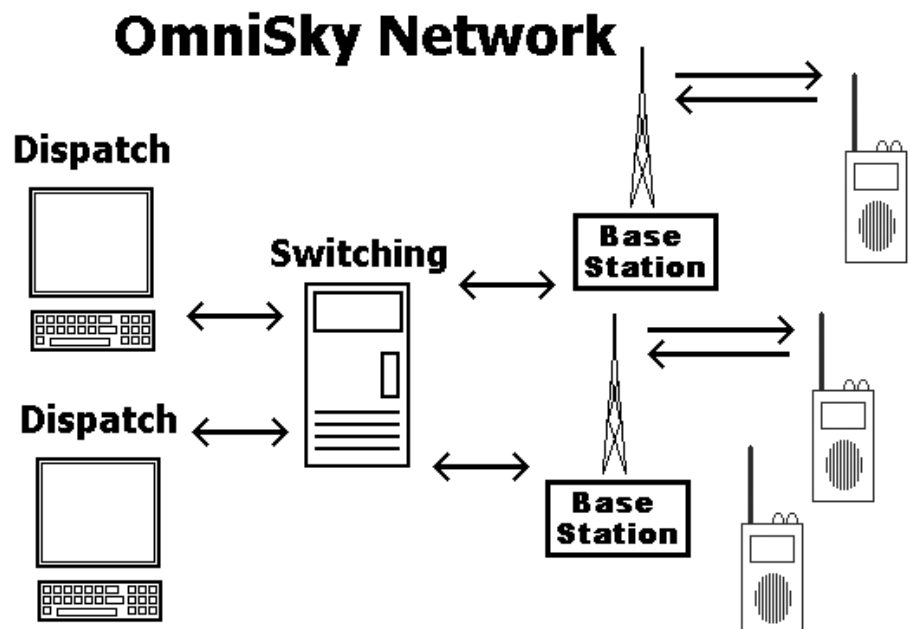 OmniSky Network
Dispatch
Switching
Base
Station
Dispatch
Base
Station